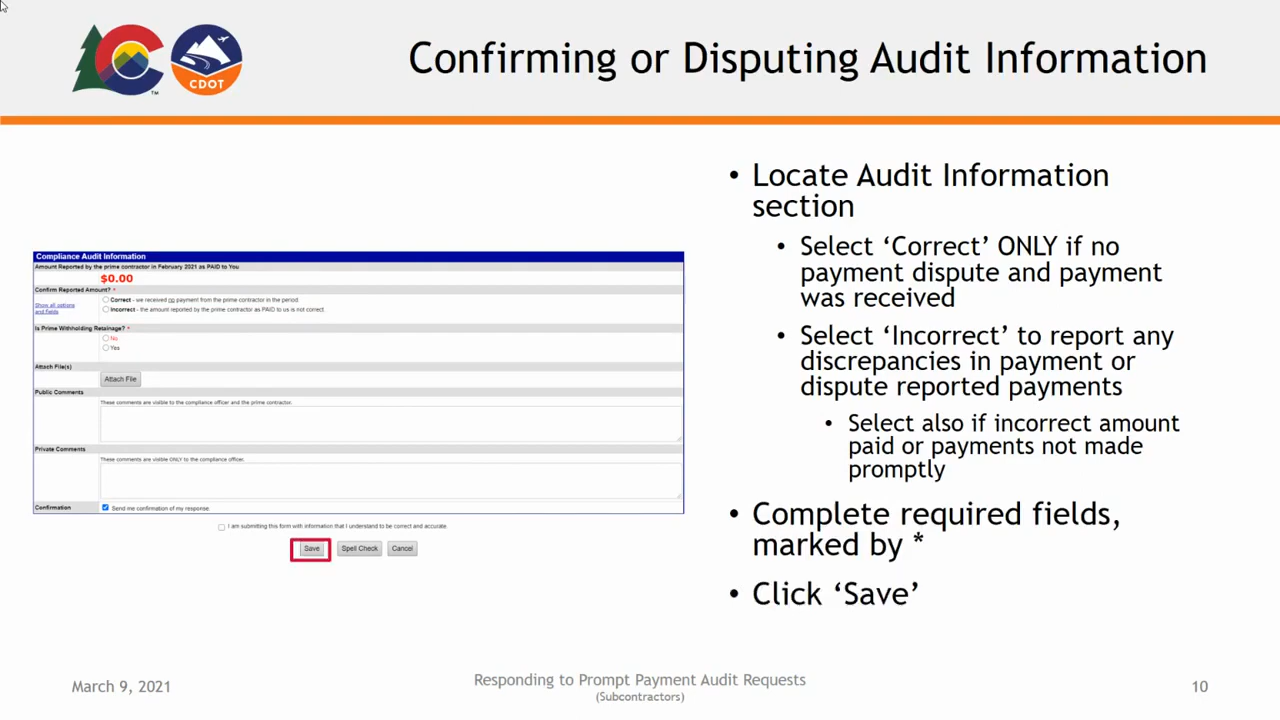 CDOT
TM
Confirming or Disputing Audit Information
Compliance Audit Information
Amount Reported by the prime contractor in February 2021 as PAID to You
$0.00
Confirm Reported Amount? *
Show all options
and fields
Correct - we received no payment from the prime contractor in the period.
Incorrect - the amount reported by the prime contractor as PAID to us is not correct.
Is Prime Withholding Retainage? *
No
Yes
Attach File(s)
Attach File
Public Comments
These comments are visible to the compliance officer and the prime contractor.
Private Comments
These comments are visible ONLY to the compliance officer.
Confirmation
Send me confirmation of my response.
I am submitting this form with information that I understand to be correct and accurate.
Save
Spell Check
Cancel
• Locate Audit Information
section
• Select ‘Correct’ ONLY if no
payment dispute and payment
was received
• Select ‘Incorrect’ to report any
discrepancies in payment or
dispute reported payments
• Select also if incorrect amount
paid or payments not made
promptly
• Complete required fields,
marked by *
• Click ‘Save’
March 9, 2021
Responding to Prompt Payment Audit Requests
(Subcontractors)
10